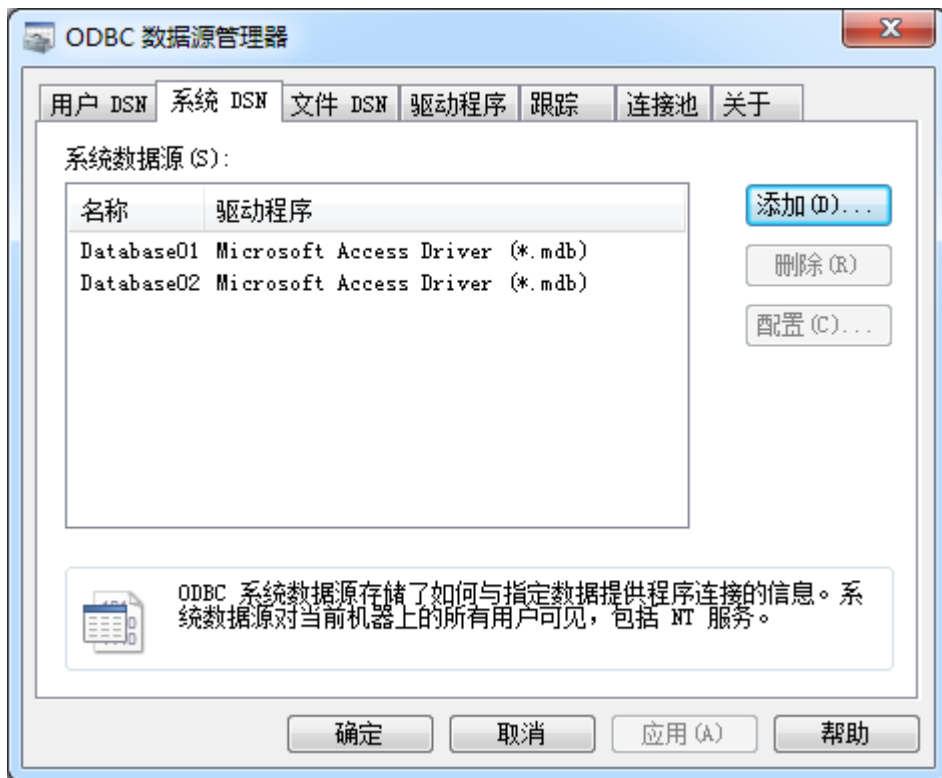 ODBC 数据源管理器
用户 DSN 系统 DSN 文件 DSN 驱动程序 跟踪 连接池 关于
系统数据源(S):
名称 驱动程序
Database01 Microsoft Access Driver (*.mdb)
Database02 Microsoft Access Driver (*.mdb)
添加(D)...
删除(R)
配置(C)...
ODBC 系统数据源存储了如何与指定数据提供程序连接的信息。系
统数据源对当前机器上的所有用户可见，包括 NT 服务。
确定 取消 应用(A) 帮助